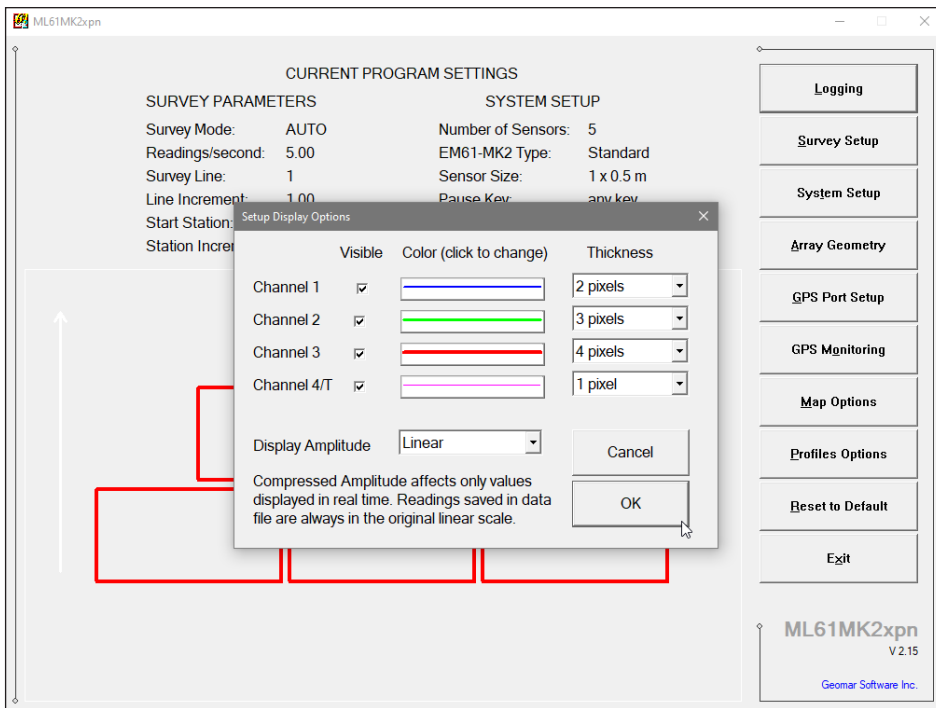 ML61MK2xpn
CURRENT PROGRAM SETTINGS
SURVEY PARAMETERS
SYSTEM SETUP
Survey Mode: AUTO
Number of Sensors: 5
Readings/second: 5.00
EM61-MK2 Type: Standard
Survey Line: 1
Sensor Size: 1 x 0.5 m
Line Increment: 1.00
Pause Key: any key
Start Station:
Station Increm
Setup Display Options
Visible Color (click to change) Thickness
Channel 1 2 pixels
Channel 2 3 pixels
Channel 3 4 pixels
Channel 4/T 1 pixel
Display Amplitude Linear
Compressed Amplitude affects only values
displayed in real time. Readings saved in data
file are always in the original linear scale.
Cancel
OK
Logging
Survey Setup
System Setup
Array Geometry
GPS Port Setup
GPS Monitoring
Map Options
Profiles Options
Reset to Default
Exit
ML61MK2xpn
V 2.15
Geomar Software Inc.